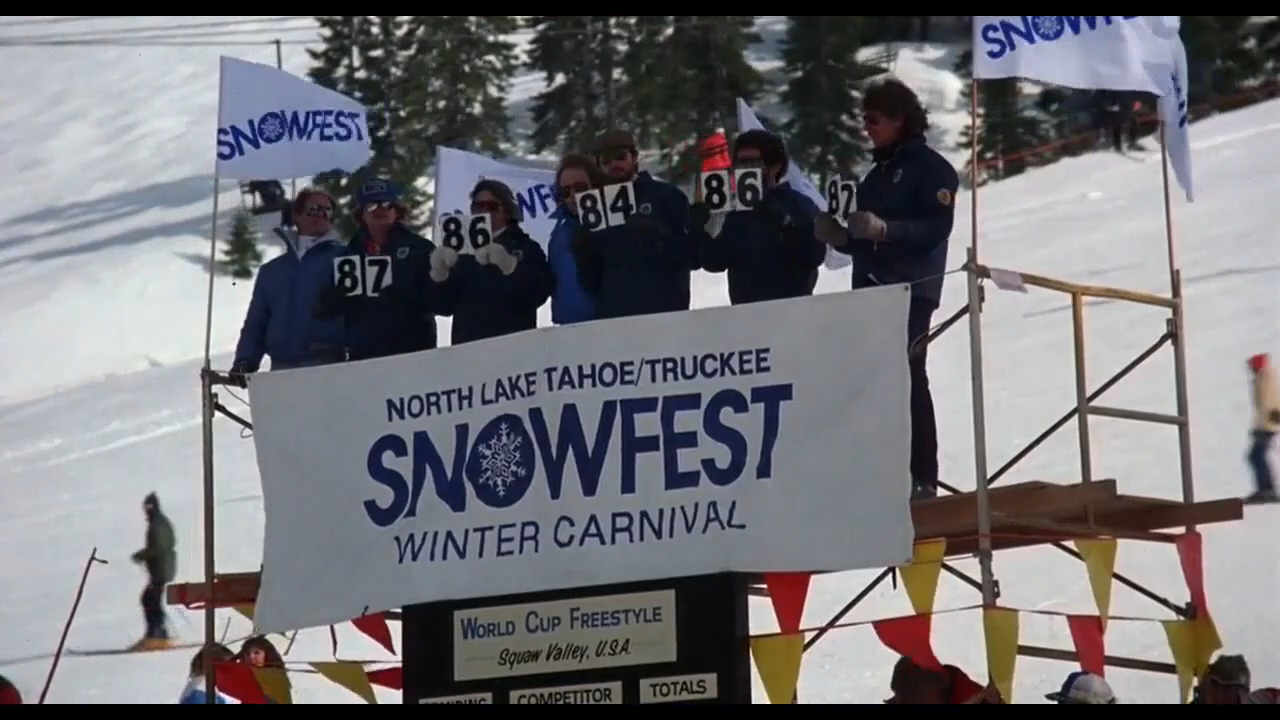 SNOWFEST
SNOWFE
87
86
84
86
87
NORTH LAKE TAHOE/TRUCKEE
SNOWFEST
WINTER CARNIVAL
WORLD CUP FREESTYLE
Squaw Valley, U.S.A.
COMPETITOR
TOTALS